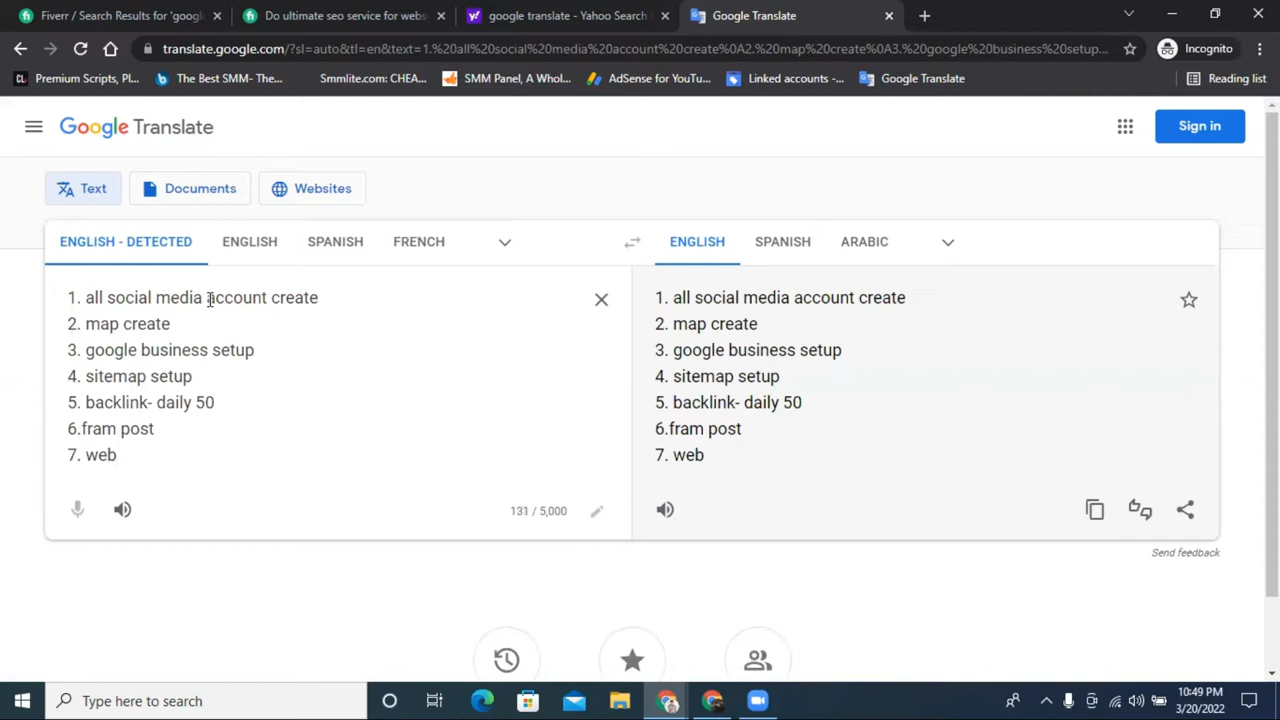 Fiverr / Search Results for 'google
Do ultimate seo service for webs
google translate - Yahoo Search
Google Translate
translate.google.com/?sl=auto&tl=en&text=1.%20all%20social%20media%20account%20create%0A2.%20map%20create%0A3.%20google%20business%20setup...
Incognito
Premium Scripts, Pl...
The Best SMM- The...
Smmlite.com: CHEA...
SMM Panel, A Whol...
AdSense for YouTu...
Linked accounts -...
Google Translate
Reading list
Google Translate
Sign in
Text
Documents
Websites
ENGLISH - DETECTED
ENGLISH
SPANISH
FRENCH
ENGLISH
SPANISH
ARABIC
1. all social media account create
2. map create
3. google business setup
4. sitemap setup
5. backlink- daily 50
6.fram post
7. web
131 / 5,000
1. all social media account create
2. map create
3. google business setup
4. sitemap setup
5. backlink- daily 50
6.fram post
7. web
Send feedback
Type here to search
10:49 PM
3/20/2022